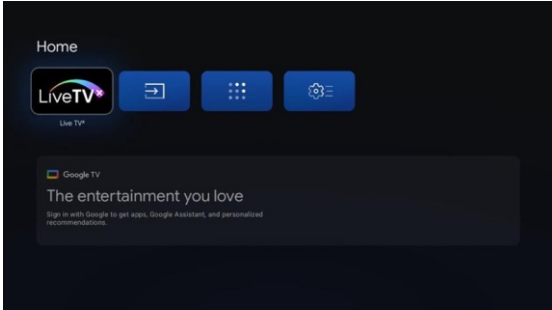 Home
LiveTVx
Live TV*
Google TV
The entertainment you love
Sign in with Google to get apps, Google Assistant, and personalized
recommendations.